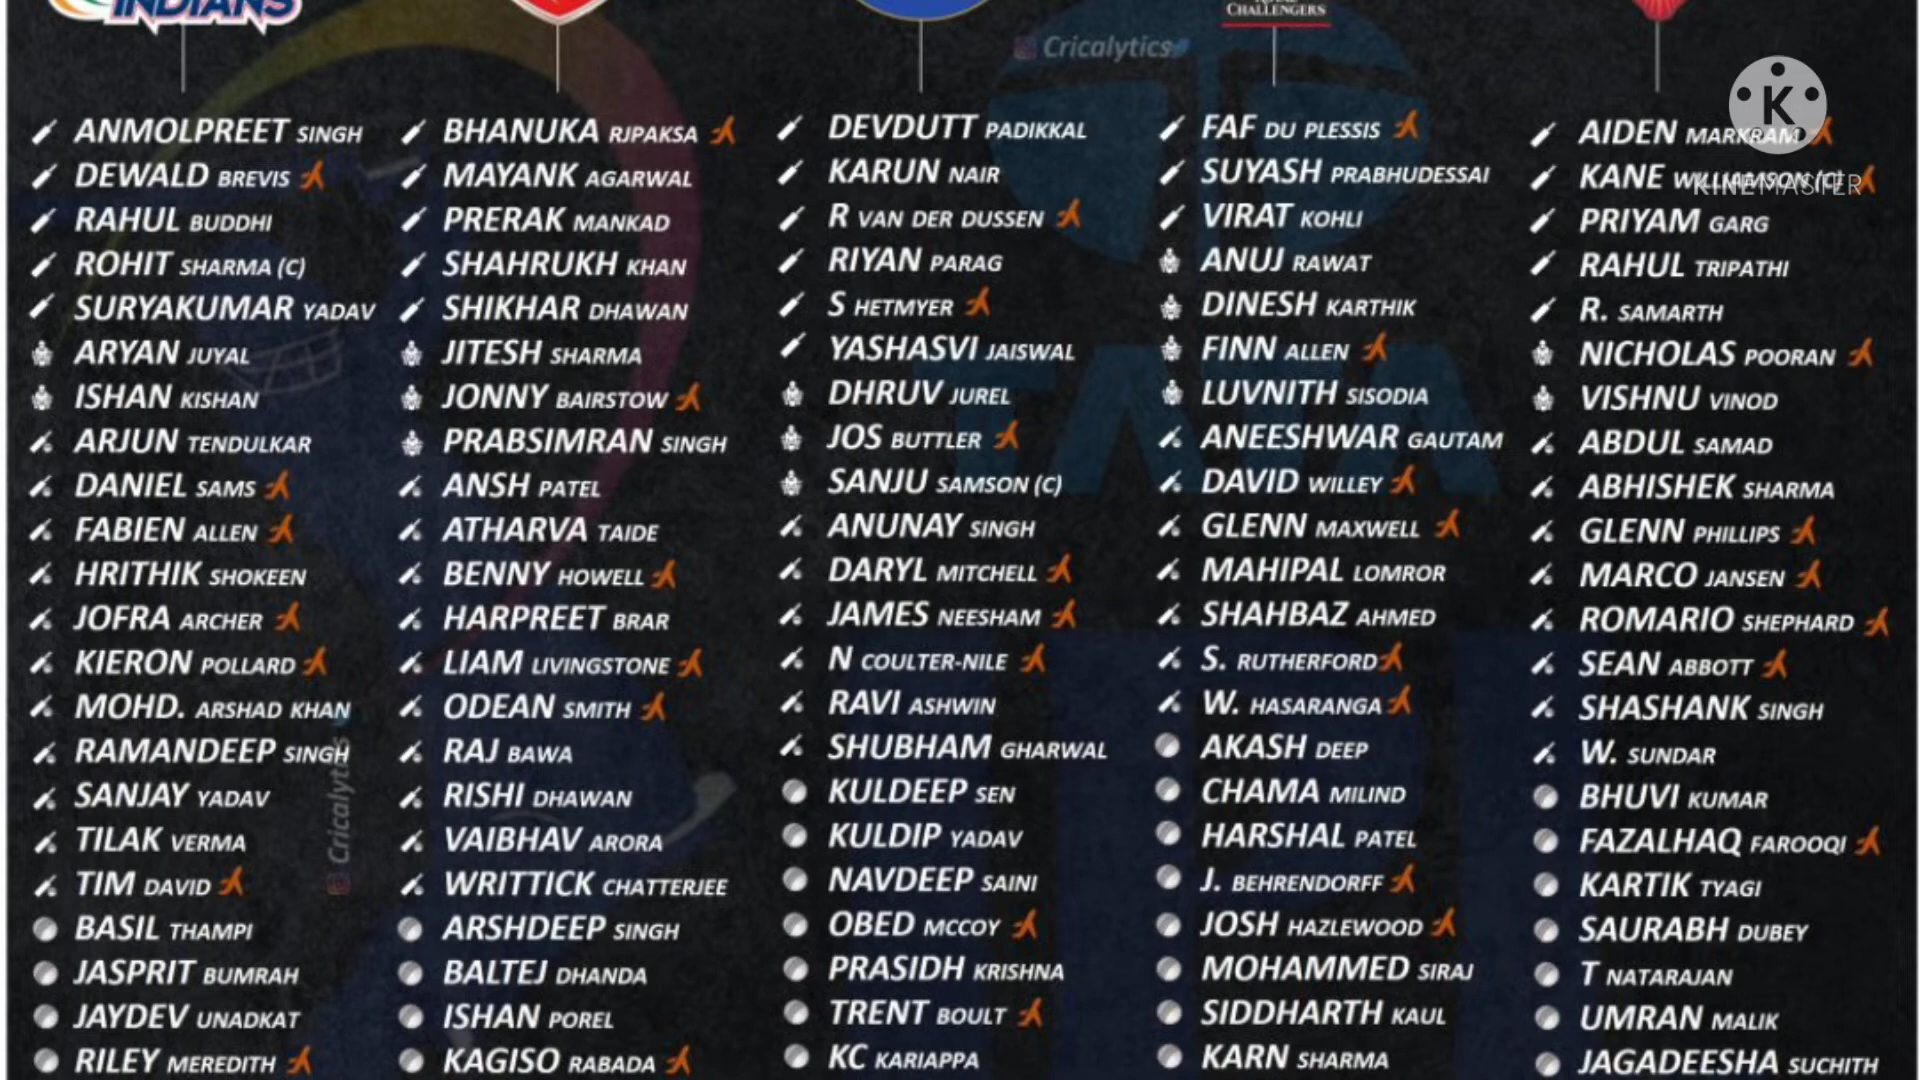 INDIANS
CHALLENGERS
Cricalytics
K
KINEMASTER
ANMOLPREET SINGH
DEWALD BREVIS
RAHUL BUDDHI
ROHIT SHARMA (C)
SURYAKUMAR YADAV
ARYAN JUYAL
ISHAN KISHAN
ARJUN TENDULKAR
DANIEL SAMS
FABIEN ALLEN
HRITHIK SHOKEEN
JOFRA ARCHER
KIERON POLLARD
MOHD. ARSHAD KHAN
RAMANDEEP SINGH
SANJAY YADAV
TILAK VERMA
TIM DAVID
BASIL THAMPI
JASPRIT BUMRAH
JAYDEV UNADKAT
RILEY MEREDITH
Cricalytics
BHANUKA RJPAKSA
MAYANK AGARWAL
PRERAK MANKAD
SHAHRUKH KHAN
SHIKHAR DHAWAN
JITESH SHARMA
JONNY BAIRSTOW
PRABSIMRAN SINGH
ANSH PATEL
ATHARVA TAIDE
BENNY HOWELL
HARPREET BRAR
LIAM LIVINGSTONE
ODEAN SMITH
RAJ BAWA
RISHI DHAWAN
VAIBHAV ARORA
WRITTICK CHATTERJEE
ARSHDEEP SINGH
BALTEJ DHANDA
ISHAN POREL
KAGISO RABADA
DEVDUTT PADIKKAL
KARUN NAIR
R VAN DER DUSSEN
RIYAN PARAG
S HETMYER
YASHASVI JAISWAL
DHRUV JUREL
JOS BUTTLER
SANJU SAMSON (C)
ANUNAY SINGH
DARYL MITCHELL
JAMES NEESHAM
N COULTER-NILE
RAVI ASHWIN
SHUBHAM GHARWAL
KULDEEP SEN
KULDIP YADAV
NAVDEEP SAINI
OBED MCCOY
PRASIDH KRISHNA
TRENT BOULT
KC KARIAPPA
TATA
FAF DU PLESSIS
SUYASH PRABHUDESSAI
VIRAT KOHLI
ANUJ RAWAT
DINESH KARTHIK
FINN ALLEN
LUVNITH SISODIA
ANEESHWAR GAUTAM
DAVID WILLEY
GLENN MAXWELL
MAHIPAL LOMROR
SHAHBAZ AHMED
S. RUTHERFORD
W. HASARANGA
AKASH DEEP
CHAMA MILIND
HARSHAL PATEL
J. BEHRENDORFF
JOSH HAZLEWOOD
MOHAMMED SIRAJ
SIDDHARTH KAUL
KARN SHARMA
AIDEN MARKRAM
KANE WILLIAMSON (C)
PRIYAM GARG
RAHUL TRIPATHI
R. SAMARTH
NICHOLAS POORAN
VISHNU VINOD
ABDUL SAMAD
ABHISHEK SHARMA
GLENN PHILLIPS
MARCO JANSEN
ROMARIO SHEPHARD
SEAN ABBOTT
SHASHANK SINGH
W. SUNDAR
BHUVI KUMAR
FAZALHAQ FAROOQI
KARTIK TYAGI
SAURABH DUBEY
T NATARAJAN
UMRAN MALIK
JAGADEESHA SUCHITH